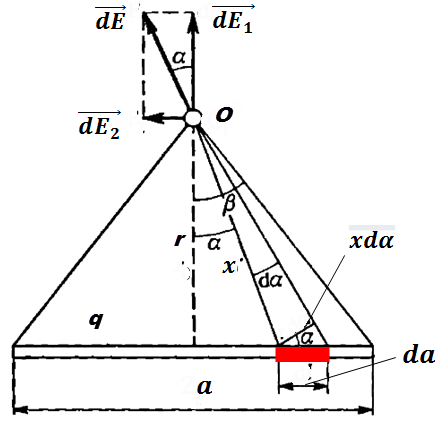 dE⃗ dE₁⃗
α
dE₂⃗ O
β
r α
x dα xdα
q α
da
a